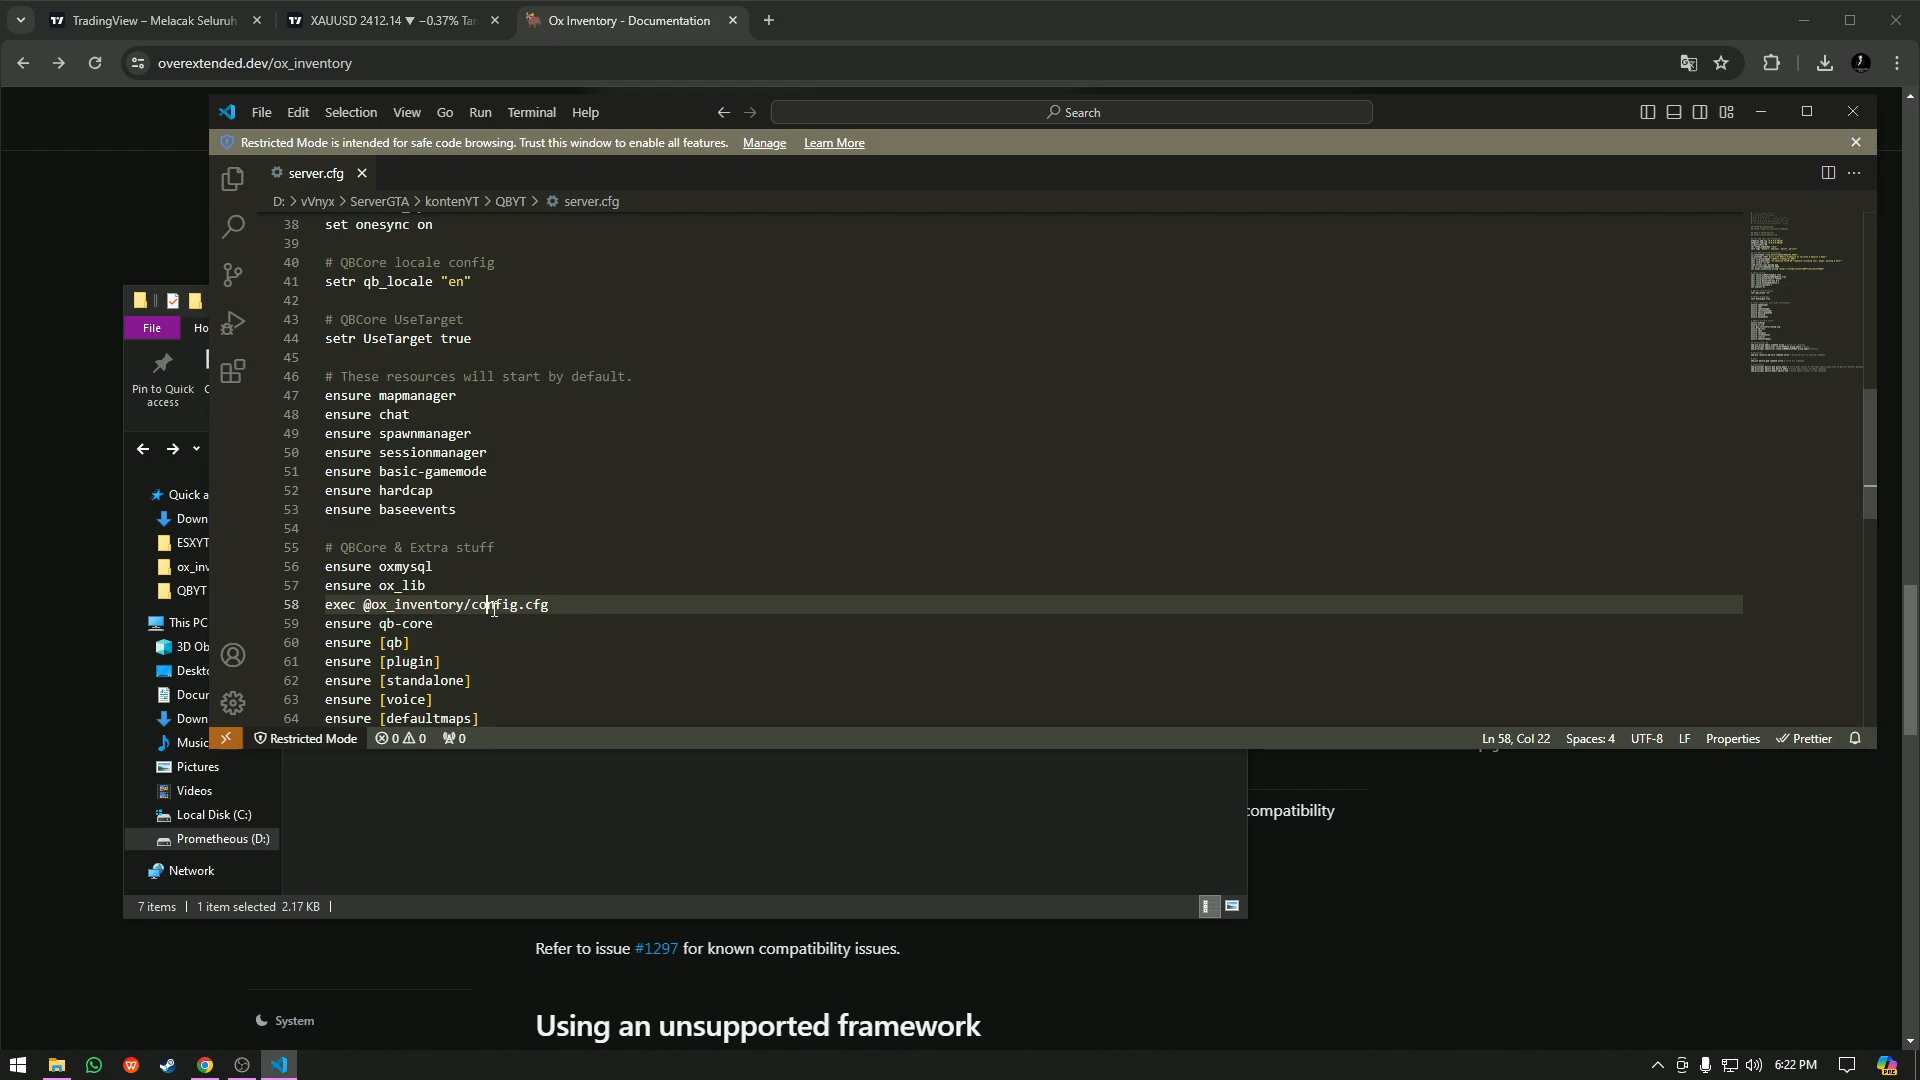 TradingView – Melacak Seluruh
XAUUSD 2412.14 ▼ −0.37% Tan
Ox Inventory - Documentation
overextended.dev/ox_inventory
File Edit Selection View Go Run Terminal Help
Search
Restricted Mode is intended for safe code browsing. Trust this window to enable all features. Manage Learn More
server.cfg
D: > vVnyx > ServerGTA > kontenYT > QBYT > server.cfg
38 set onesync on
39
40 # QBCore locale config
41 setr qb_locale "en"
42
43 # QBCore UseTarget
44 setr UseTarget true
45
46 # These resources will start by default.
47 ensure mapmanager
48 ensure chat
49 ensure spawnmanager
50 ensure sessionmanager
51 ensure basic-gamemode
52 ensure hardcap
53 ensure baseevents
54
55 # QBCore & Extra stuff
56 ensure oxmysql
57 ensure ox_lib
58 exec @ox_inventory/config.cfg
59 ensure qb-core
60 ensure [qb]
61 ensure [plugin]
62 ensure [standalone]
63 ensure [voice]
64 ensure [defaultmaps]
Restricted Mode 0 0 0
Ln 58, Col 22 Spaces: 4 UTF-8 LF Properties Prettier
File Ho
Pin to Quick
access
Quick a
Down
ESXYT
ox_inv
QBYT
This PC
3D Ob
Deskto
Docur
Down
Music
Pictures
Videos
Local Disk (C:)
Prometheous (D:)
Network
7 items 1 item selected 2.17 KB
compatibility
Refer to issue #1297 for known compatibility issues.
Using an unsupported framework
System
6:22 PM